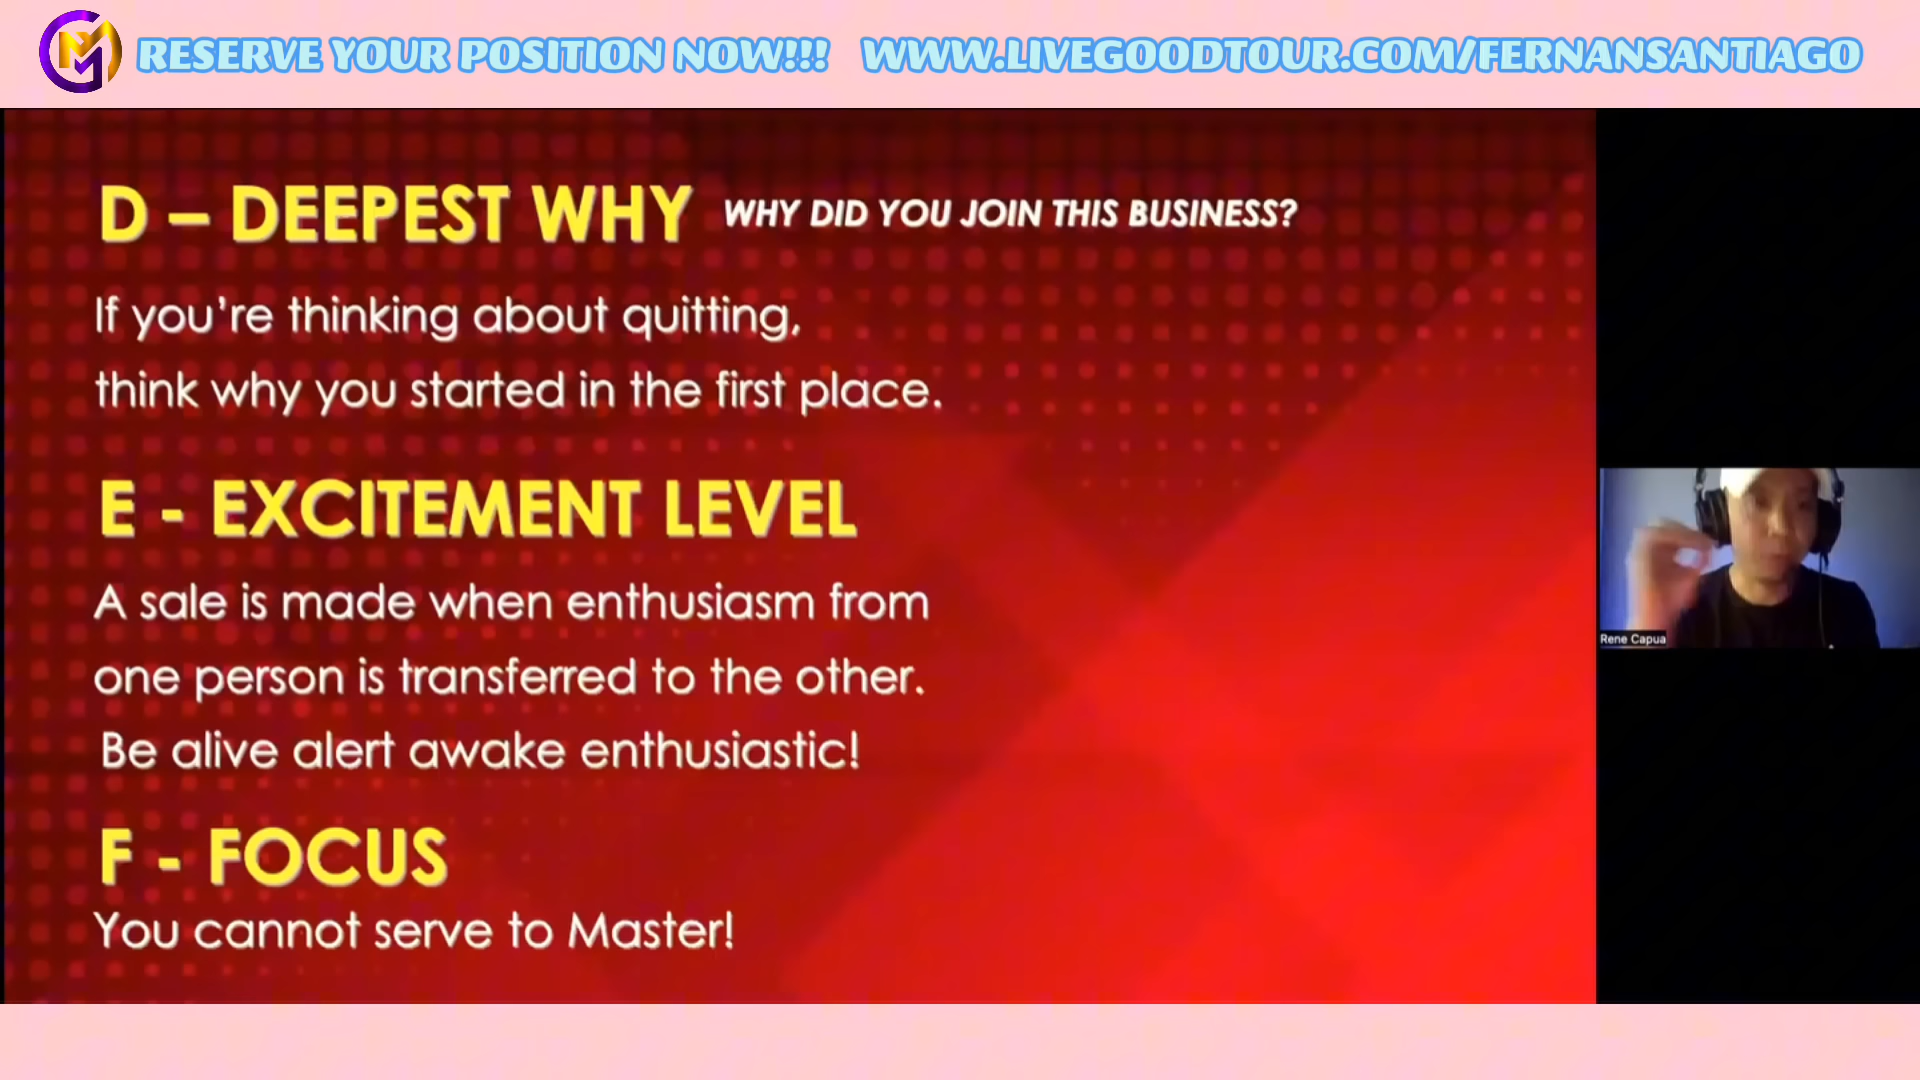 RESERVE YOUR POSITION NOW!!! WWW.LIVEGOODTOUR.COM/FERNANSANTIAGO
D – DEEPEST WHY WHY DID YOU JOIN THIS BUSINESS?
If you're thinking about quitting,
think why you started in the first place.
E - EXCITEMENT LEVEL
A sale is made when enthusiasm from
one person is transferred to the other.
Be alive alert awake enthusiastic!
F - FOCUS
You cannot serve to Master!
Rene Capua